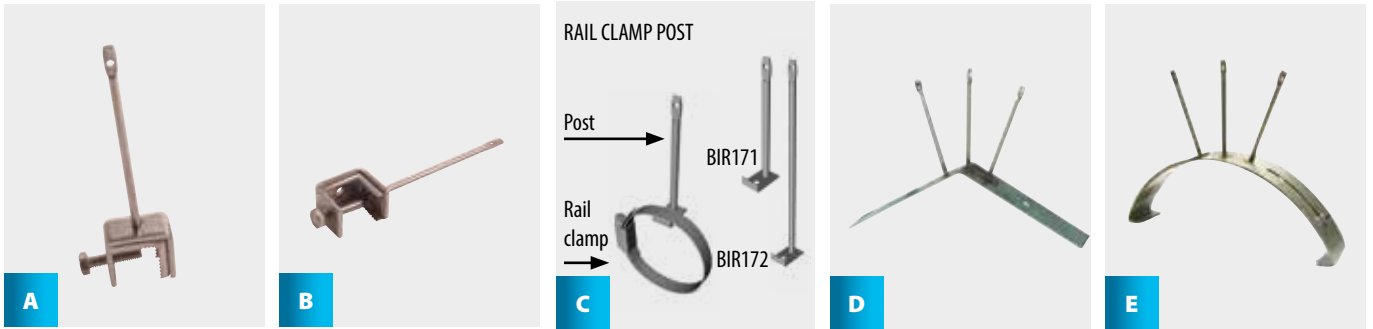 A
B
RAIL CLAMP POST
Post
BIR171
Rail
clamp
BIR172
C
D
E